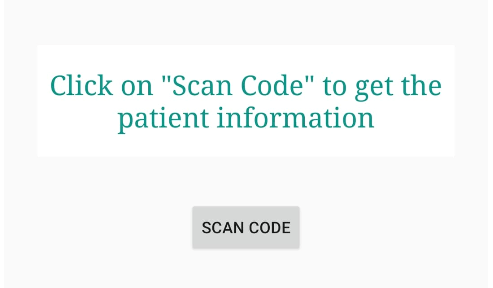 Click on "Scan Code" to get the
patient information
SCAN CODE